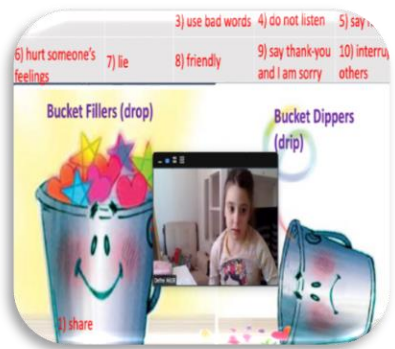 3) use bad words 4) do not listen 5) say
6) hurt someone's feelings 7) lie 8) friendly 9) say thank-you and I am sorry 10) interrup others
Bucket Fillers (drop)
Bucket Dippers (drip)
1) share